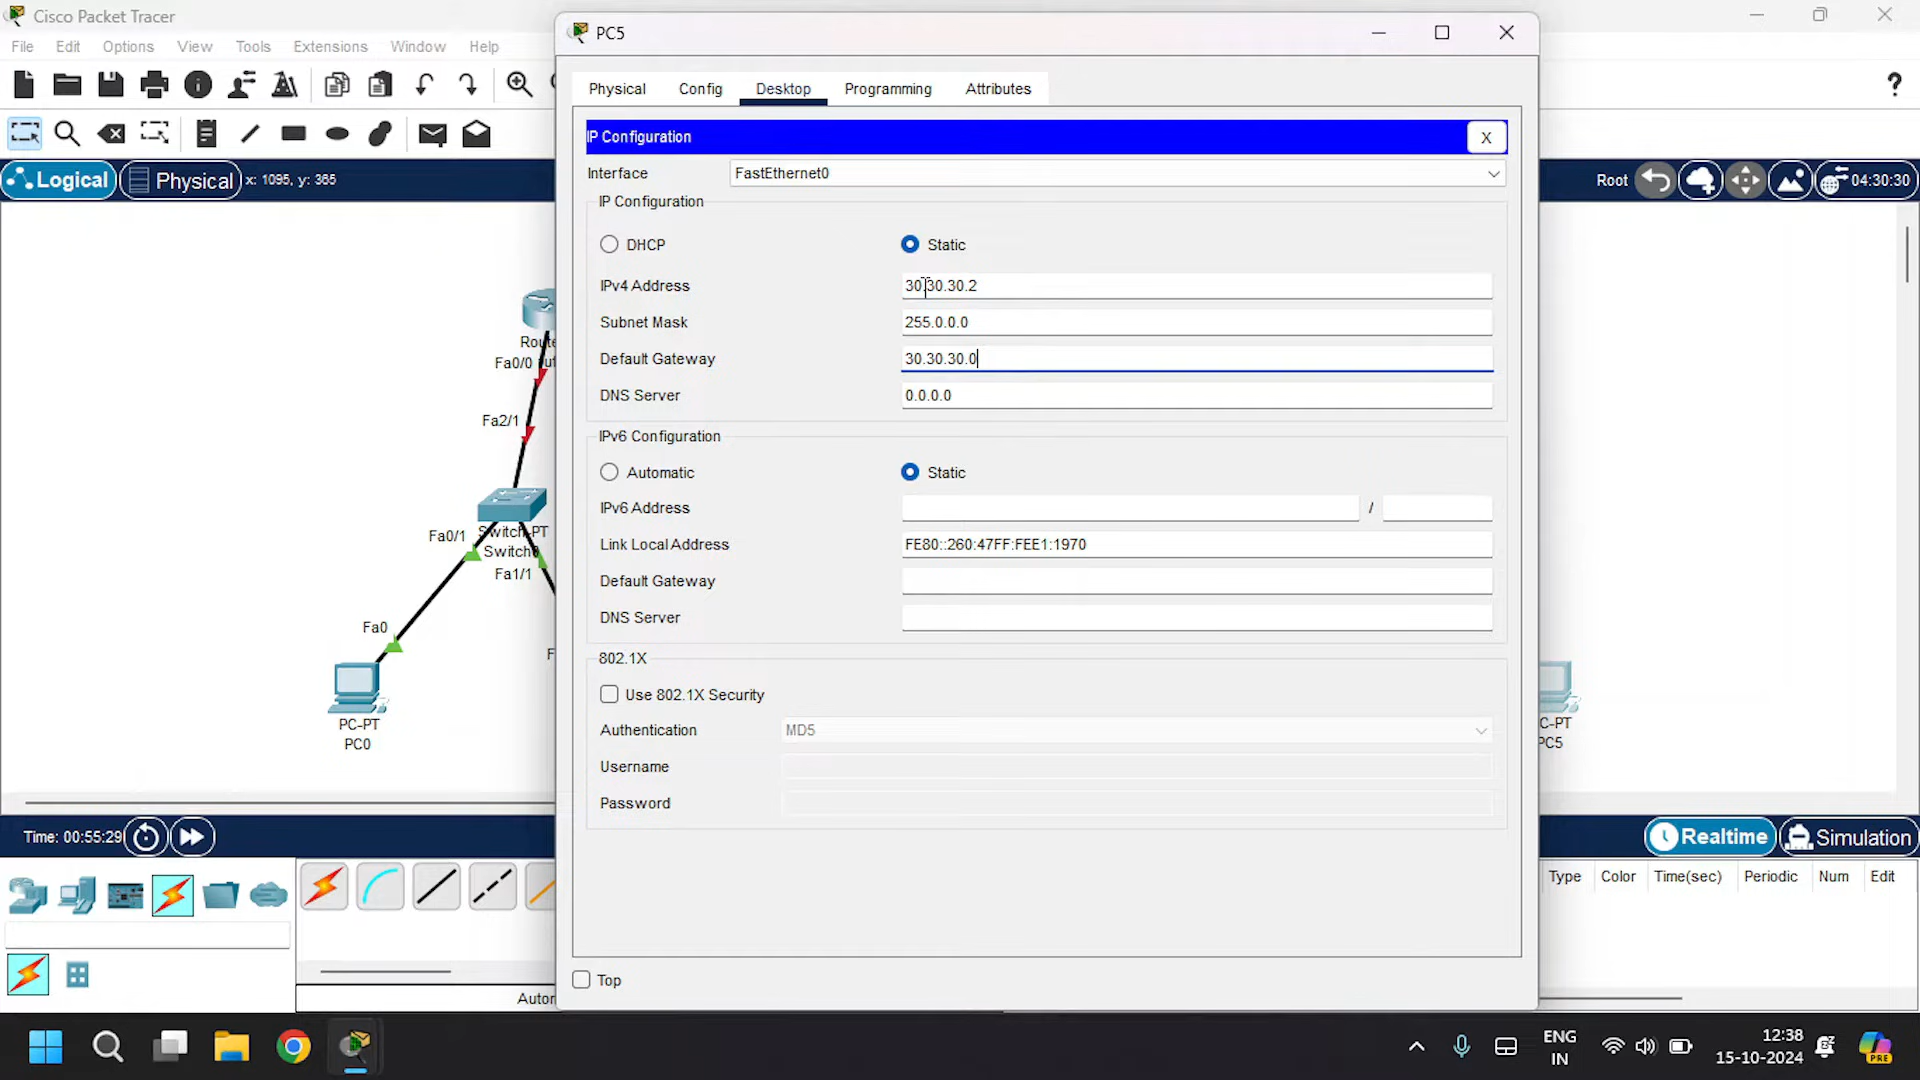 Cisco Packet Tracer
File Edit Options View Tools Extensions Window Help
PC5
Physical Config Desktop Programming Attributes
IP Configuration
X
Interface FastEthernet0
IP Configuration
DHCP Static
IPv4 Address 30.30.30.2
Subnet Mask 255.0.0.0
Default Gateway 30.30.30.0
DNS Server 0.0.0.0
IPv6 Configuration
Automatic Static
IPv6 Address /
Link Local Address FE80::260:47FF:FEE1:1970
Default Gateway
DNS Server
802.1X
Use 802.1X Security
Authentication MD5
Username
Password
Top
Logical Physical x: 1095, y: 365
Root 04:30:30
Fa0/0
Fa2/1
Fa0/1 Switch-PT
Fa1/1
Fa0
PC-PT
PC0
C-PT
PC5
Time: 00:55:29
Realtime Simulation
Type Color Time(sec) Periodic Num Edit
ENG
IN
12:38
15-10-2024
PRE